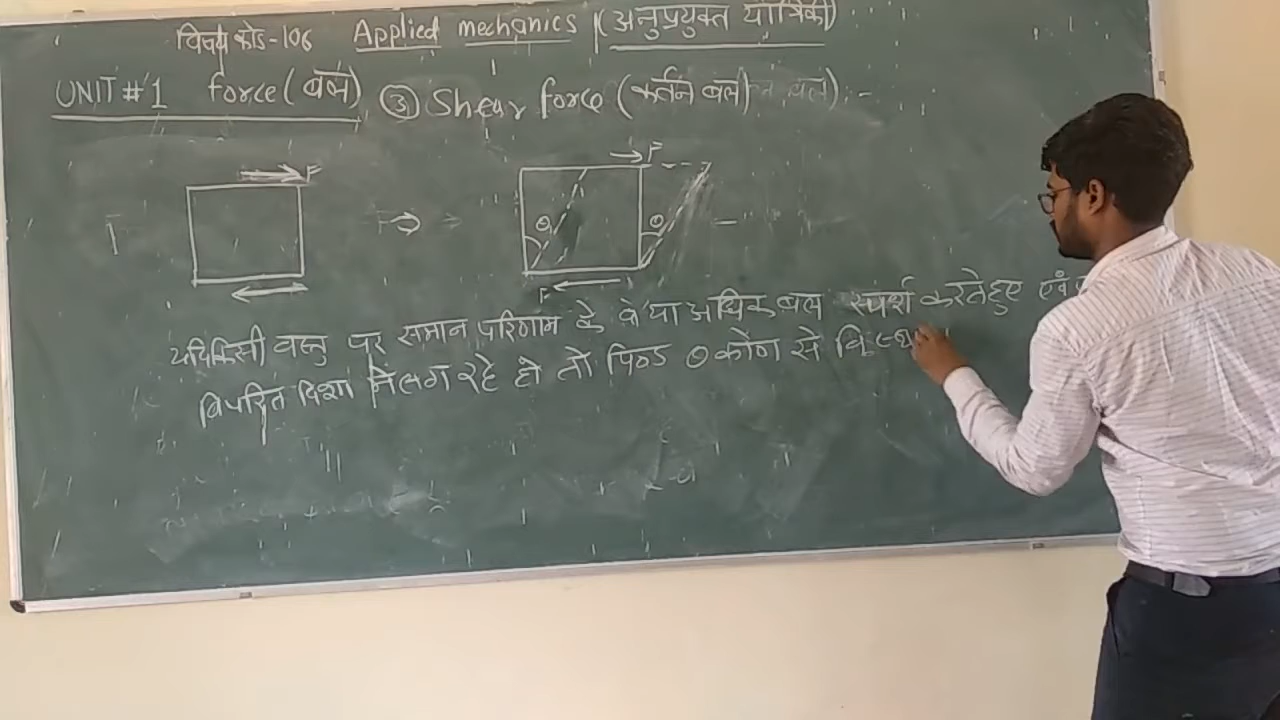 विषय कोड-106 Applied mechanics (अनुप्रयुक्त यांत्रिकी)
UNIT #1 force (बल) ③ Shear force (कर्तन बल) :-
F F
θ θ
F
यदि किसी वस्तु पर समान परिणाम के दो या अधिक बल स्पर्श करते हुए एवं
विपरित दिशा मे लग रहे हो तो पिण्ड θ कोण से